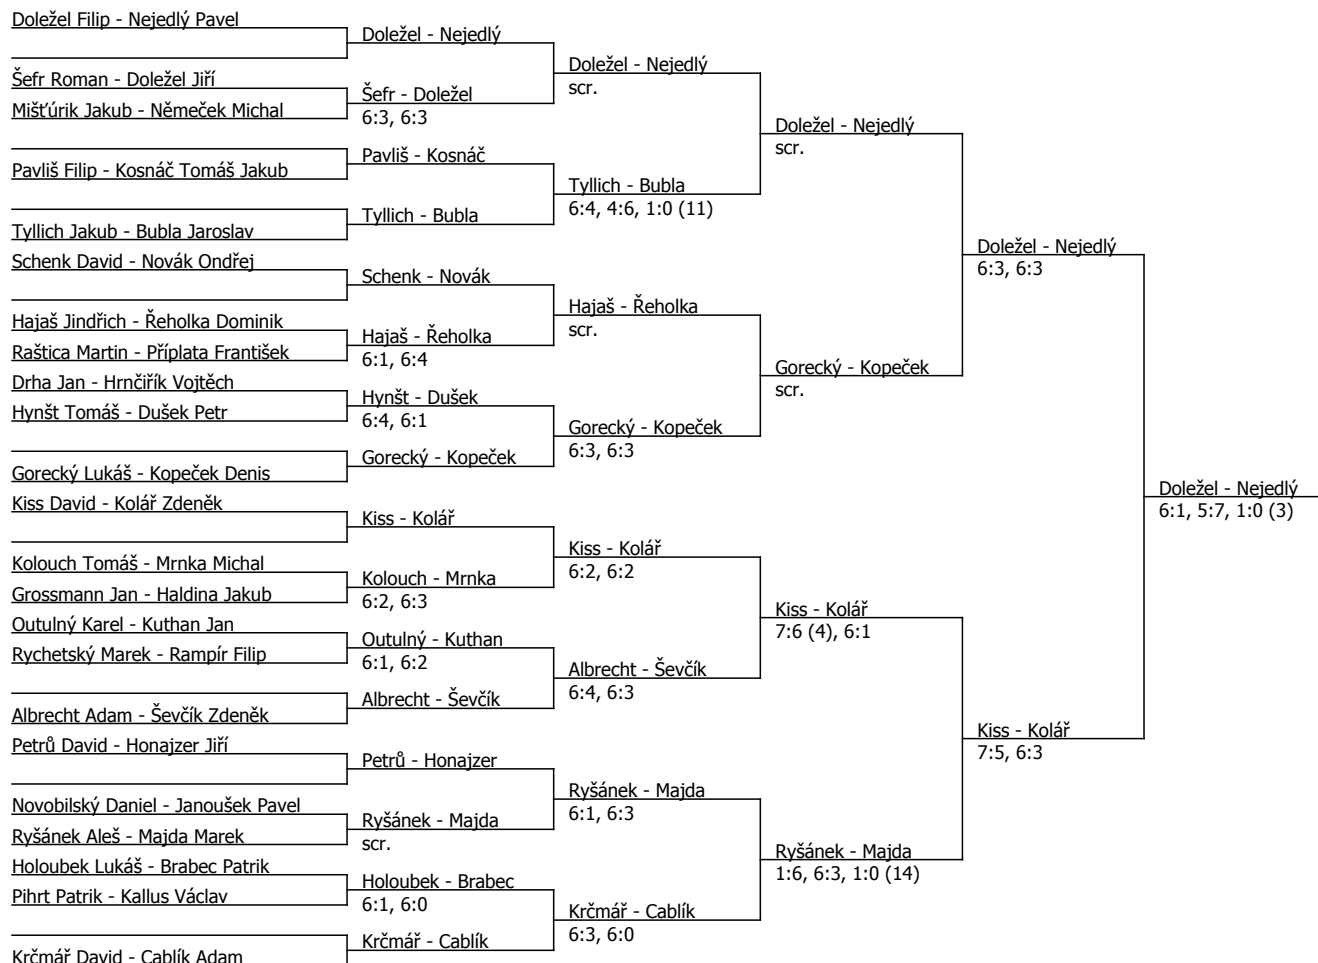 Doležel Filip - Nejedlý Pavel
Šefr Roman - Doležel Jiří
Mišťúrik Jakub - Němeček Michal
Pavliš Filip - Kosnáč Tomáš Jakub
Tyllich Jakub - Bubla Jaroslav
Schenk David - Novák Ondřej
Hajaš Jindřich - Řeholka Dominik
Raštica Martin - Příplata František
Drha Jan - Hrnčiřík Vojtěch
Hynšt Tomáš - Dušek Petr
Gorecký Lukáš - Kopeček Denis
Kiss David - Kolář Zdeněk
Kolouch Tomáš - Mrnka Michal
Grossmann Jan - Haldina Jakub
Outulný Karel - Kuthan Jan
Rychetský Marek - Rampír Filip
Albrecht Adam - Ševčík Zdeněk
Petrů David - Honajzer Jiří
Novobilský Daniel - Janoušek Pavel
Ryšánek Aleš - Majda Marek
Holoubek Lukáš - Brabec Patrik
Pihrt Patrik - Kallus Václav
Krčmář David - Cablík Adam
Doležel - Nejedlý
Šefr - Doležel
6:3, 6:3
Pavliš - Kosnáč
Tyllich - Bubla
Schenk - Novák
Hajaš - Řeholka
6:1, 6:4
Hynšt - Dušek
6:4, 6:1
Gorecký - Kopeček
Kiss - Kolář
Kolouch - Mrnka
6:2, 6:3
Outulný - Kuthan
6:1, 6:2
Albrecht - Ševčík
Petrů - Honajzer
Ryšánek - Majda
scr.
Holoubek - Brabec
6:1, 6:0
Krčmář - Cablík
Doležel - Nejedlý
scr.
Tyllich - Bubla
6:4, 4:6, 1:0 (11)
Hajaš - Řeholka
scr.
Gorecký - Kopeček
6:3, 6:3
Kiss - Kolář
6:2, 6:2
Albrecht - Ševčík
6:4, 6:3
Ryšánek - Majda
6:1, 6:3
Krčmář - Cablík
6:3, 6:0
Doležel - Nejedlý
scr.
Gorecký - Kopeček
scr.
Kiss - Kolář
7:6 (4), 6:1
Ryšánek - Majda
1:6, 6:3, 1:0 (14)
Doležel - Nejedlý
6:3, 6:3
Kiss - Kolář
7:5, 6:3
Doležel - Nejedlý
6:1, 5:7, 1:0 (3)